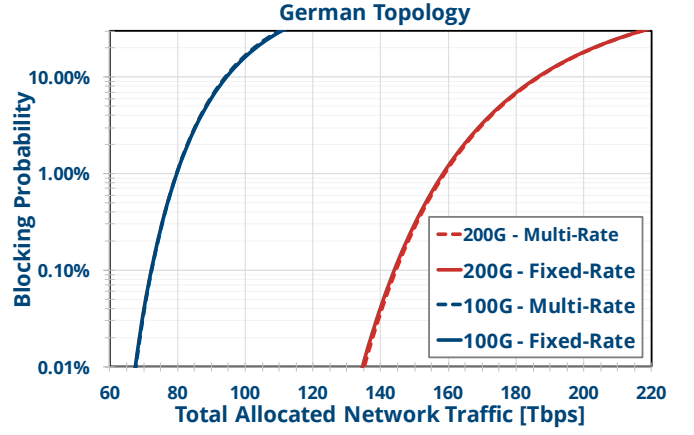 German Topology
Blocking Probability
10.00%
1.00%
0.10%
0.01%
200G - Multi-Rate
200G - Fixed-Rate
100G - Multi-Rate
100G - Fixed-Rate
60 80 100 120 140 160 180 200 220
Total Allocated Network Traffic [Tbps]